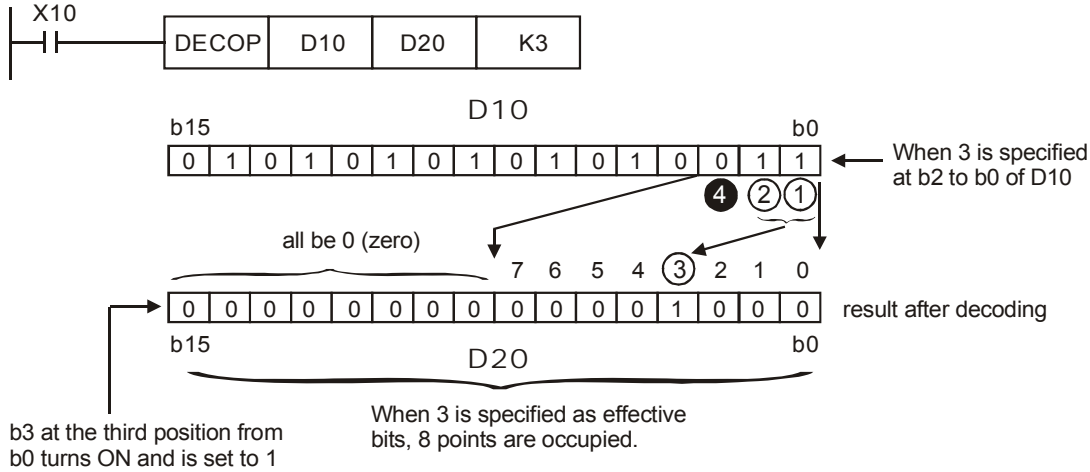 X10
DECOP D10 D20 K3
D10
b15 b0
0 1 0 1 0 1 0 1 0 1 0 1 0 0 1 1
When 3 is specified
at b2 to b0 of D10
4 2 1
all be 0 (zero)
7 6 5 4 3 2 1 0
0 0 0 0 0 0 0 0 0 0 0 0 1 0 0 0
result after decoding
b15 b0
D20
When 3 is specified as effective
bits, 8 points are occupied.
b3 at the third position from
b0 turns ON and is set to 1